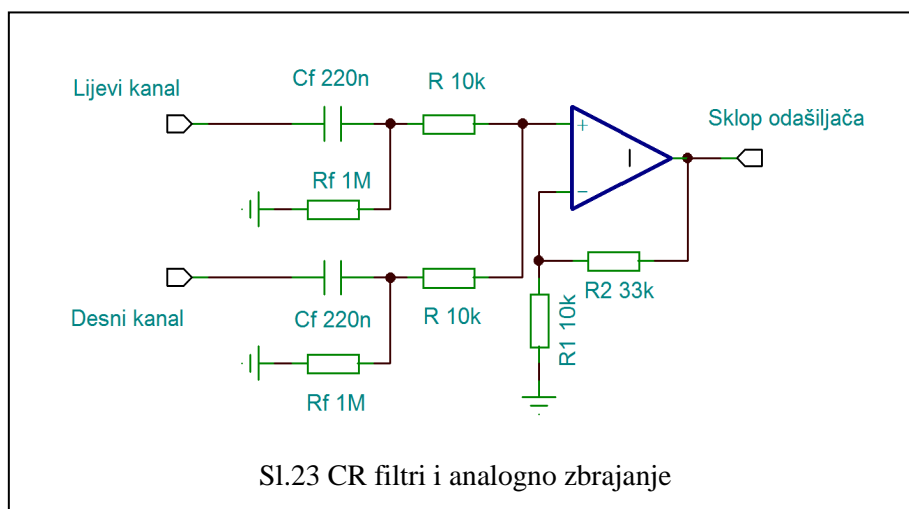 Lijevi kanal
Cf 220n
R 10k
Sklop odašiljača
+
Rf 1M
−
R2 33k
Desni kanal
Cf 220n
R 10k
R1 10k
Rf 1M
Sl.23 CR filtri i analogno zbrajanje